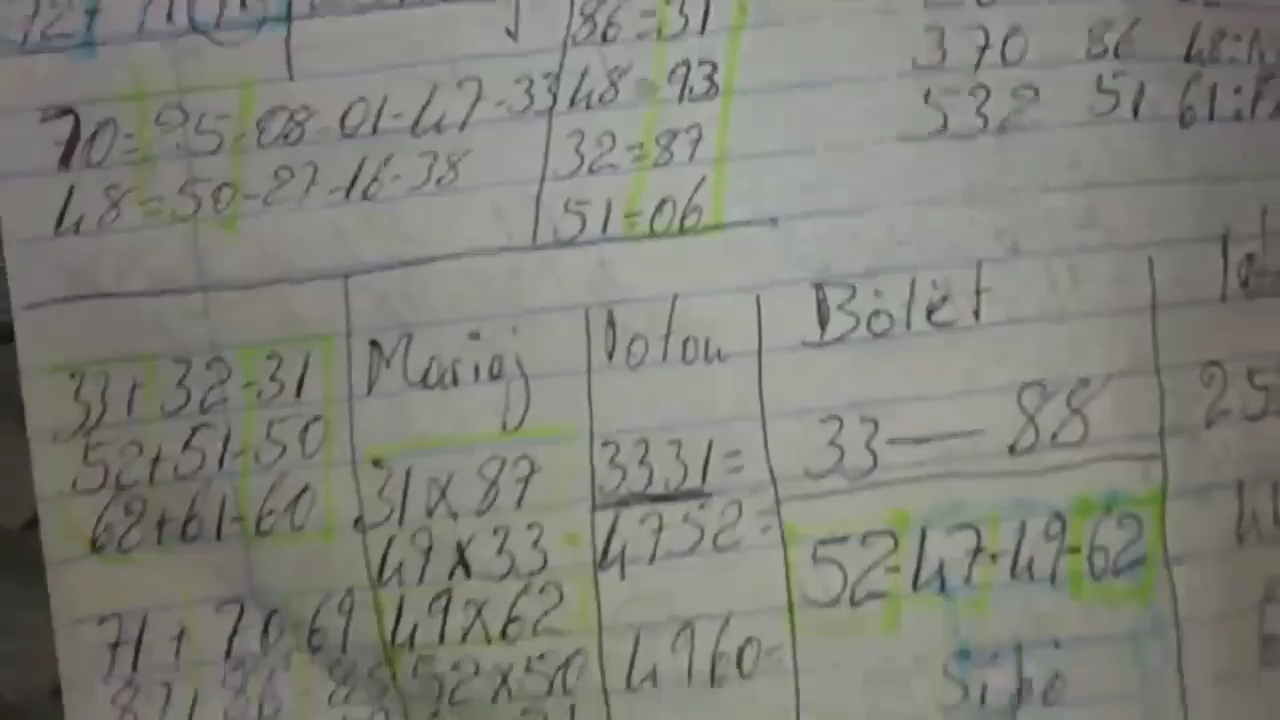 86=31
370 86
70=95-08-01-47-33
48=93
532 51
48=50-27-16-38
32=87
51=06
Mariaj
Lotou
Bòlèt
33+32-31
52+51-50
62+61-60
31x87
49x33
49x62
52x50
3331=
4752=
4960=
33—88
52-47-49-62
71+70-69